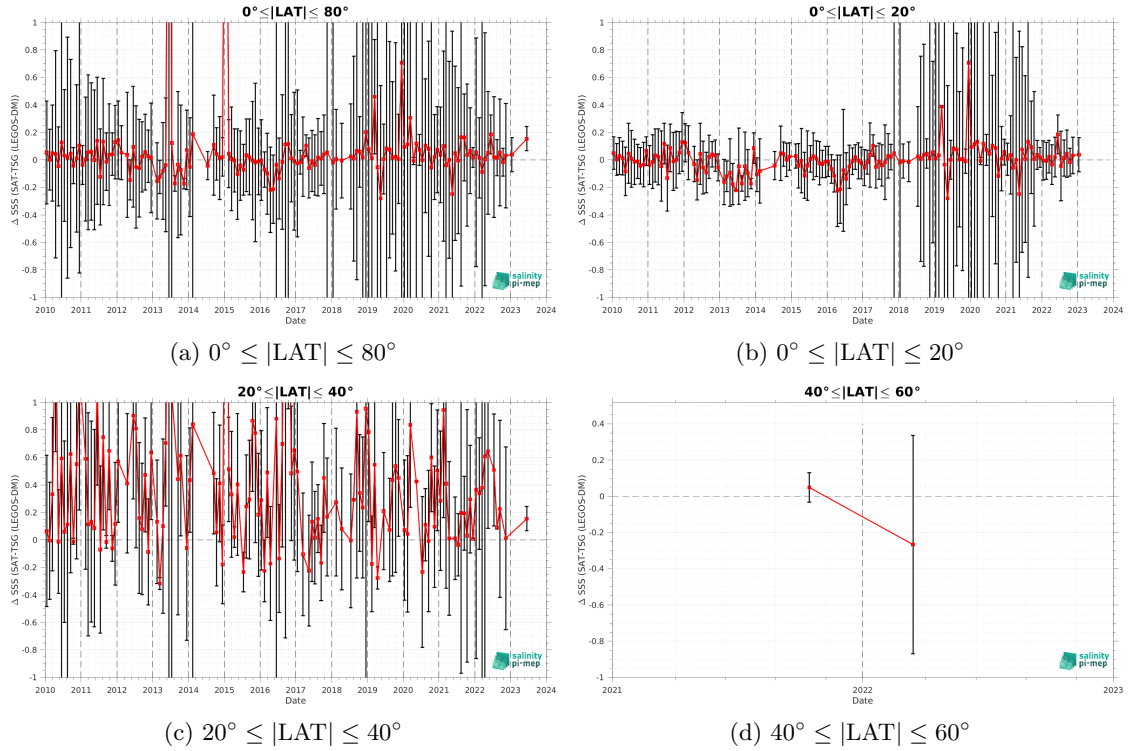 0°≤|LAT|≤ 80°
Δ SSS (SAT-TSG (LEGOS-DM))
1
0.8
0.6
0.4
0.2
0
-0.2
-0.4
-0.6
-0.8
-1
2010 2011 2012 2013 2014 2015 2016 2017 2018 2019 2020 2021 2022 2023 2024
Date
salinity
pi-mep
(a) 0° ≤ |LAT| ≤ 80°
0°≤|LAT|≤ 20°
Δ SSS (SAT-TSG (LEGOS-DM))
1
0.8
0.6
0.4
0.2
0
-0.2
-0.4
-0.6
-0.8
-1
2010 2011 2012 2013 2014 2015 2016 2017 2018 2019 2020 2021 2022 2023 2024
Date
salinity
pi-mep
(b) 0° ≤ |LAT| ≤ 20°
20°≤|LAT|≤ 40°
Δ SSS (SAT-TSG (LEGOS-DM))
1
0.8
0.6
0.4
0.2
0
-0.2
-0.4
-0.6
-0.8
-1
2010 2011 2012 2013 2014 2015 2016 2017 2018 2019 2020 2021 2022 2023 2024
Date
salinity
pi-mep
(c) 20° ≤ |LAT| ≤ 40°
40°≤|LAT|≤ 60°
Δ SSS (SAT-TSG (LEGOS-DM))
0.4
0.2
0
-0.2
-0.4
-0.6
-0.8
-1
2021 2022 2023
Date
salinity
pi-mep
(d) 40° ≤ |LAT| ≤ 60°